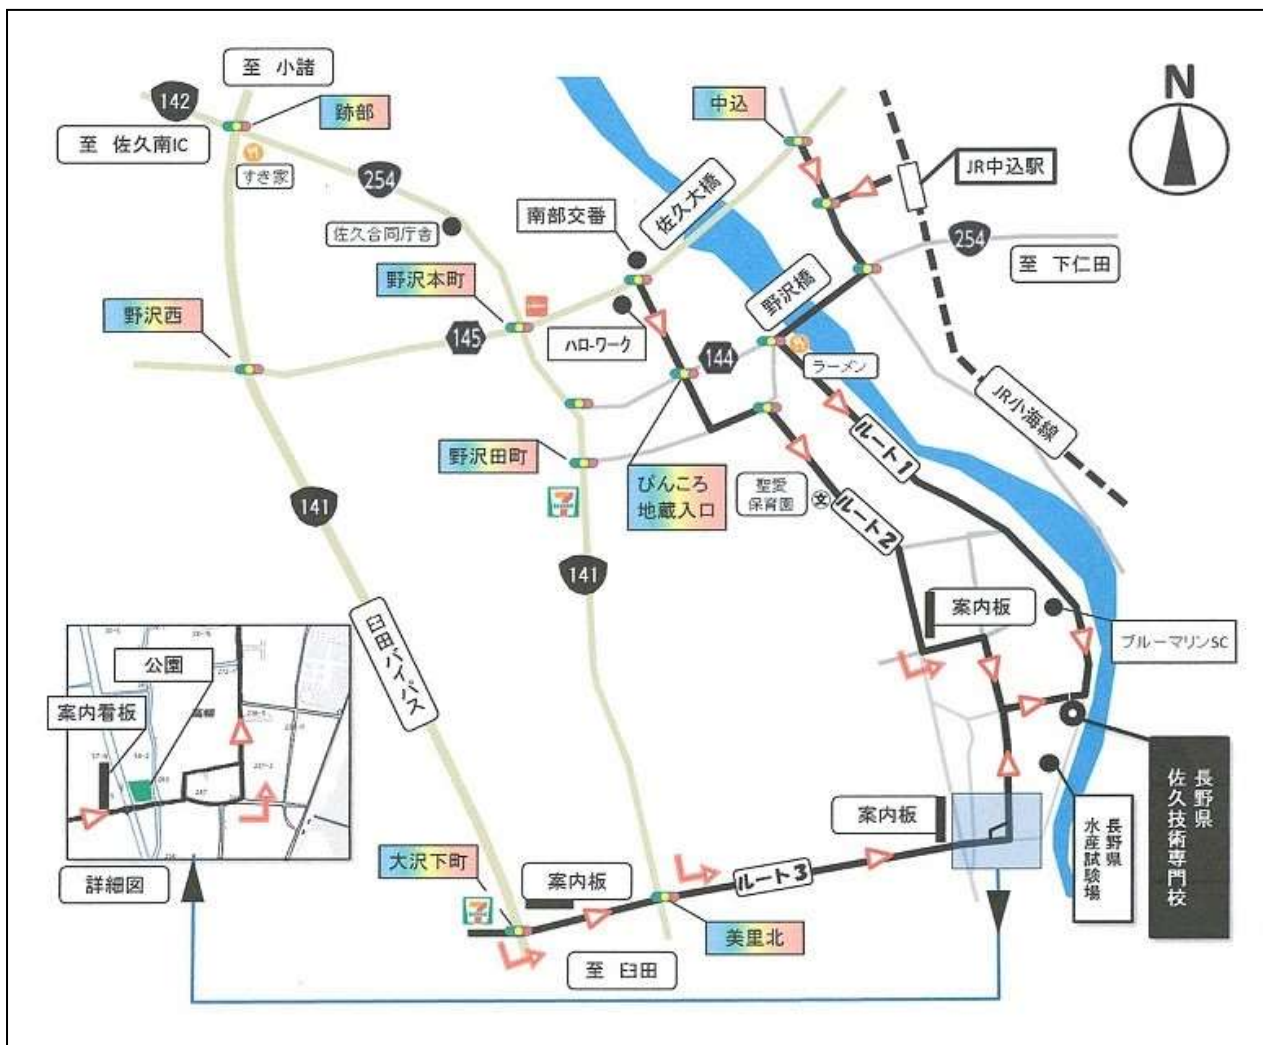 至 小諸
142
跡部
至 佐久南IC
すき家
254
佐久合同庁舎
中込
N
JR中込駅
佐久大橋
南部交番
254
至 下仁田
野沢本町
野沢西
145
ハローワーク
野沢橋
144
ラーメン
JR小海線
野沢田町
ぴんころ
地蔵入口
聖愛
保育園
文
ルート1
ルート2
141
7
141
臼田バイパス
案内板
ブルーマリンSC
公園
案内看板
高柳
詳細図
大沢下町
案内板
7
ルート3
案内板
美里北
至 臼田
長野県
水産試験場
長野県
佐久技術専門校